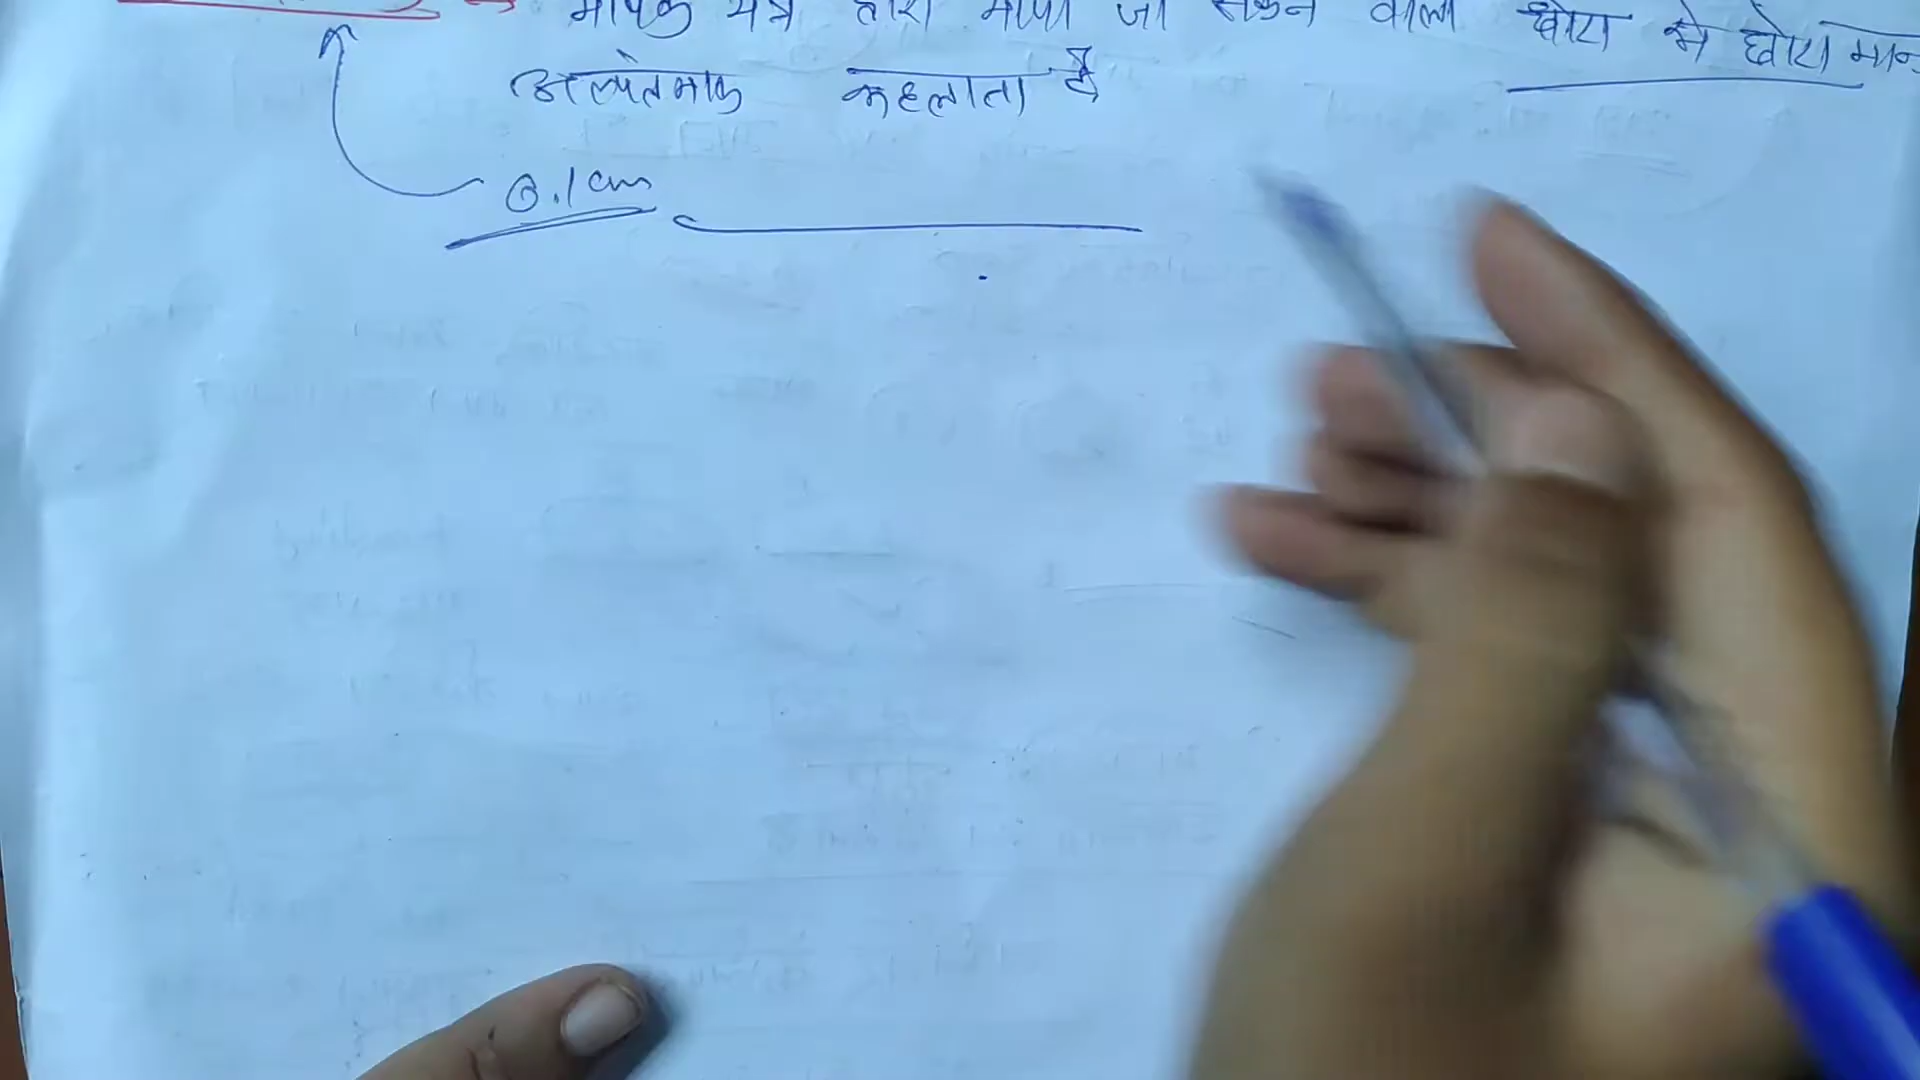 मापक यंत्र द्वारा मापा जा सकने वाला छोटा से छोटा मान
अल्पतमांक कहलाता है
0.1 cm